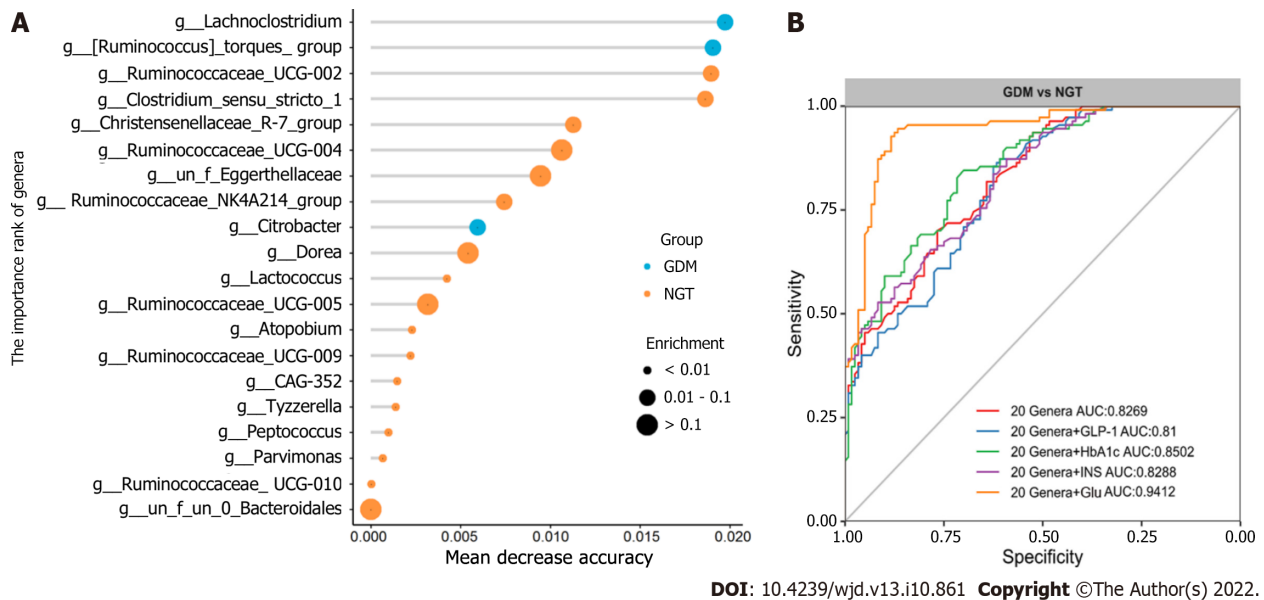 A
The importance rank of genera
g__Lachnoclostridium
g__[Ruminococcus]_torques_ group
g__Ruminococcaceae_UCG-002
g__Clostridium_sensu_stricto_1
g__Christensenellaceae_R-7_group
g__Ruminococcaceae_UCG-004
g__un_f_Eggerthellaceae
g__ Ruminococcaceae_NK4A214_group
g__Citrobacter
g__Dorea
g__Lactococcus
g__Ruminococcaceae_UCG-005
g__Atopobium
g__Ruminococcaceae_UCG-009
g__CAG-352
g__Tyzzerella
g__Peptococcus
g__Parvimonas
g__Ruminococcaceae_ UCG-010
g__un_f_un_0_Bacteroidales
0.000 0.005 0.010 0.015 0.020
Mean decrease accuracy
Group
GDM
NGT
Enrichment
< 0.01
0.01 - 0.1
> 0.1
B
GDM vs NGT
Sensitivity
1.00
0.75
0.50
0.25
0.00
20 Genera AUC:0.8269
20 Genera+GLP-1 AUC:0.81
20 Genera+HbA1c AUC:0.8502
20 Genera+INS AUC:0.8288
20 Genera+Glu AUC:0.9412
1.00 0.75 0.50 0.25 0.00
Specificity
DOI: 10.4239/wjd.v13.i10.861 Copyright ©The Author(s) 2022.